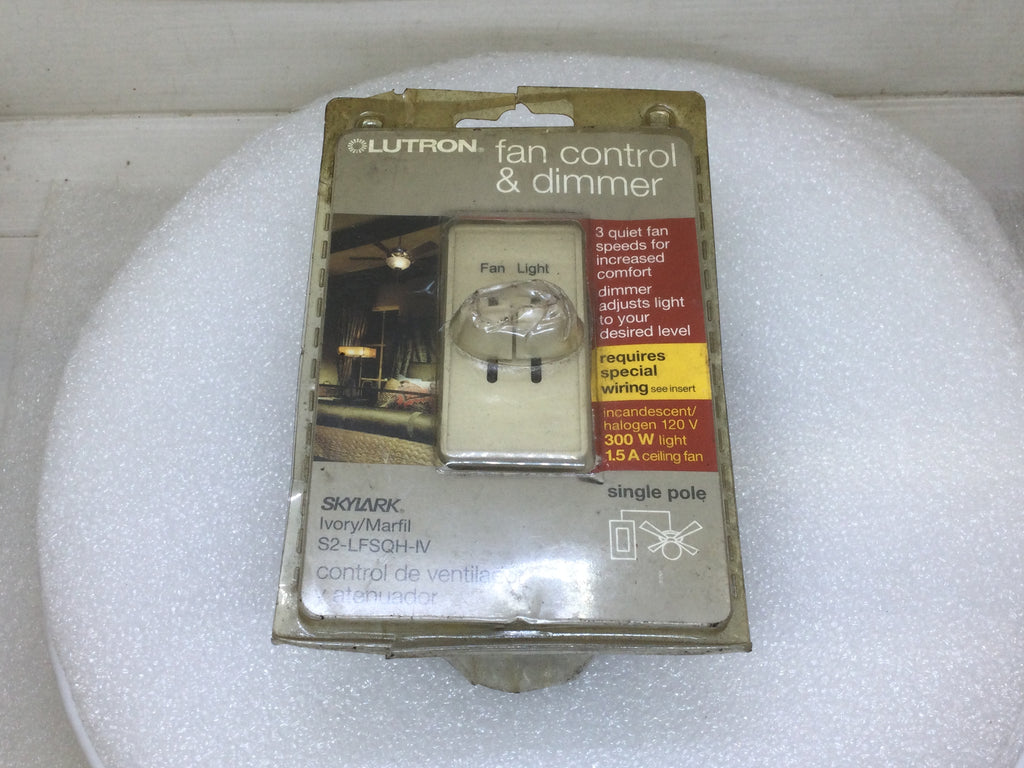 LUTRON®
fan control
& dimmer
3 quiet fan
speeds for
increased
comfort
dimmer
adjusts light
to your
desired level
requires
special
wiring see insert
incandescent/
halogen 120 V
300 W light
1.5 A ceiling fan
Fan Light
single pole
SKYLARK®
Ivory/Marfil
S2-LFSQH-IV
control de
y atenuador